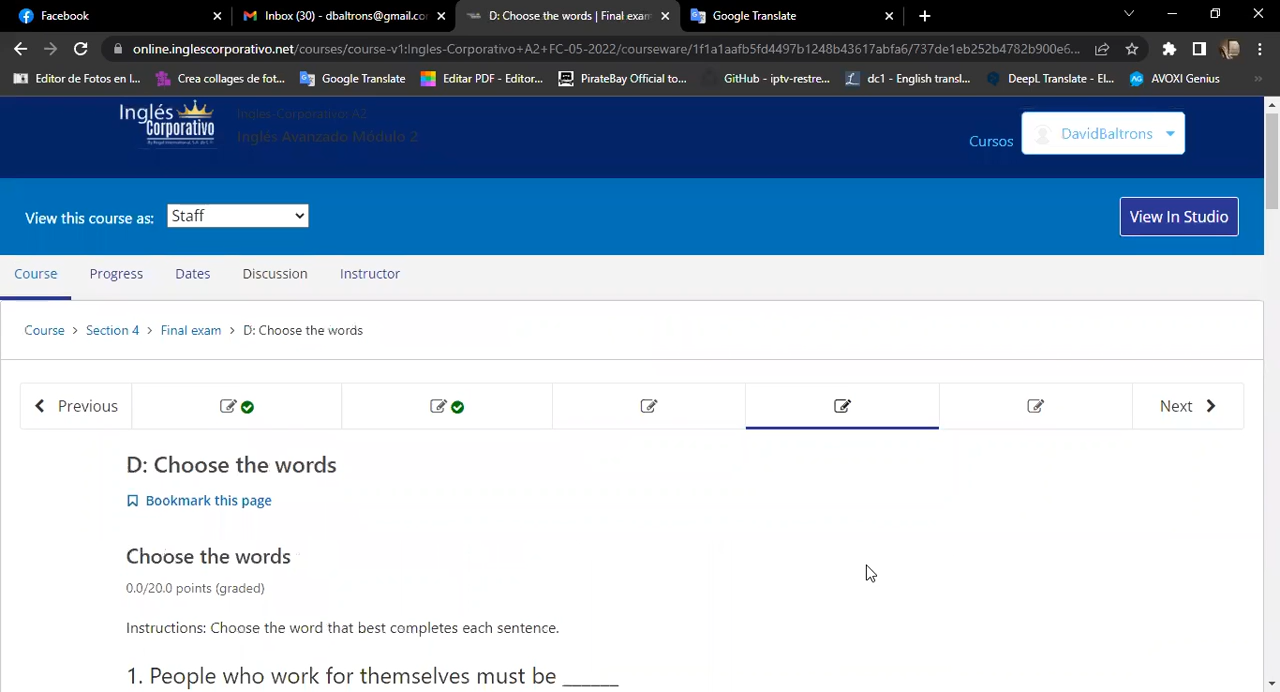 Facebook
Inbox (30) - dbaltrons@gmail.co
D: Choose the words | Final exam
Google Translate
online.inglescorporativo.net/courses/course-v1:Ingles-Corporativo+A2+FC-05-2022/courseware/1f1a1aafb5fd4497b1248b43617abfa6/737de1eb252b4782b900e6...
Editor de Fotos en l...
Crea collages de fot...
Google Translate
Editar PDF - Editor...
PirateBay Official to...
GitHub - iptv-restre...
dc1 - English transl...
DeepL Translate - El...
AVOXI Genius
»
Inglés
Corporativo
Ingles-Corporativo: A2
Inglés Avanzado Módulo 2
Cursos
DavidBaltrons
View this course as:
Staff
View In Studio
Course
Progress
Dates
Discussion
Instructor
Course > Section 4 > Final exam > D: Choose the words
Previous
Next
D: Choose the words
Bookmark this page
Choose the words
0.0/20.0 points (graded)
Instructions: Choose the word that best completes each sentence.
1. People who work for themselves must be ______